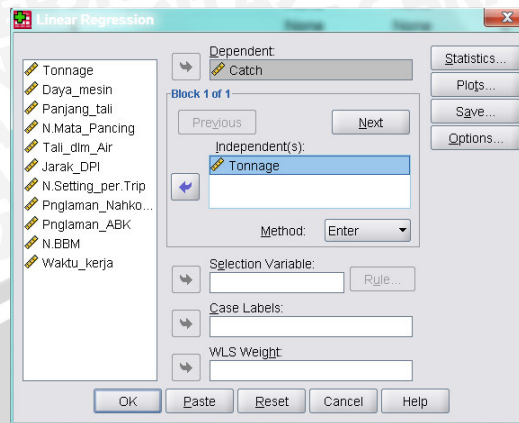 Linear Regression
None
None
Dependent:
Catch
Statistics...
Plots...
Save...
Options...
Tonnage
Daya_mesin
Panjang_tali
N.Mata_Pancing
Tali_dlm_Air
Jarak_DPI
N.Setting_per.Trip
Pnglaman_Nahko...
Pnglaman_ABK
N.BBM
Waktu_kerja
Block 1 of 1
Previous
Next
Independent(s):
Tonnage
Method:
Enter
Selection Variable:
Rule...
Case Labels:
WLS Weight:
OK
Paste
Reset
Cancel
Help